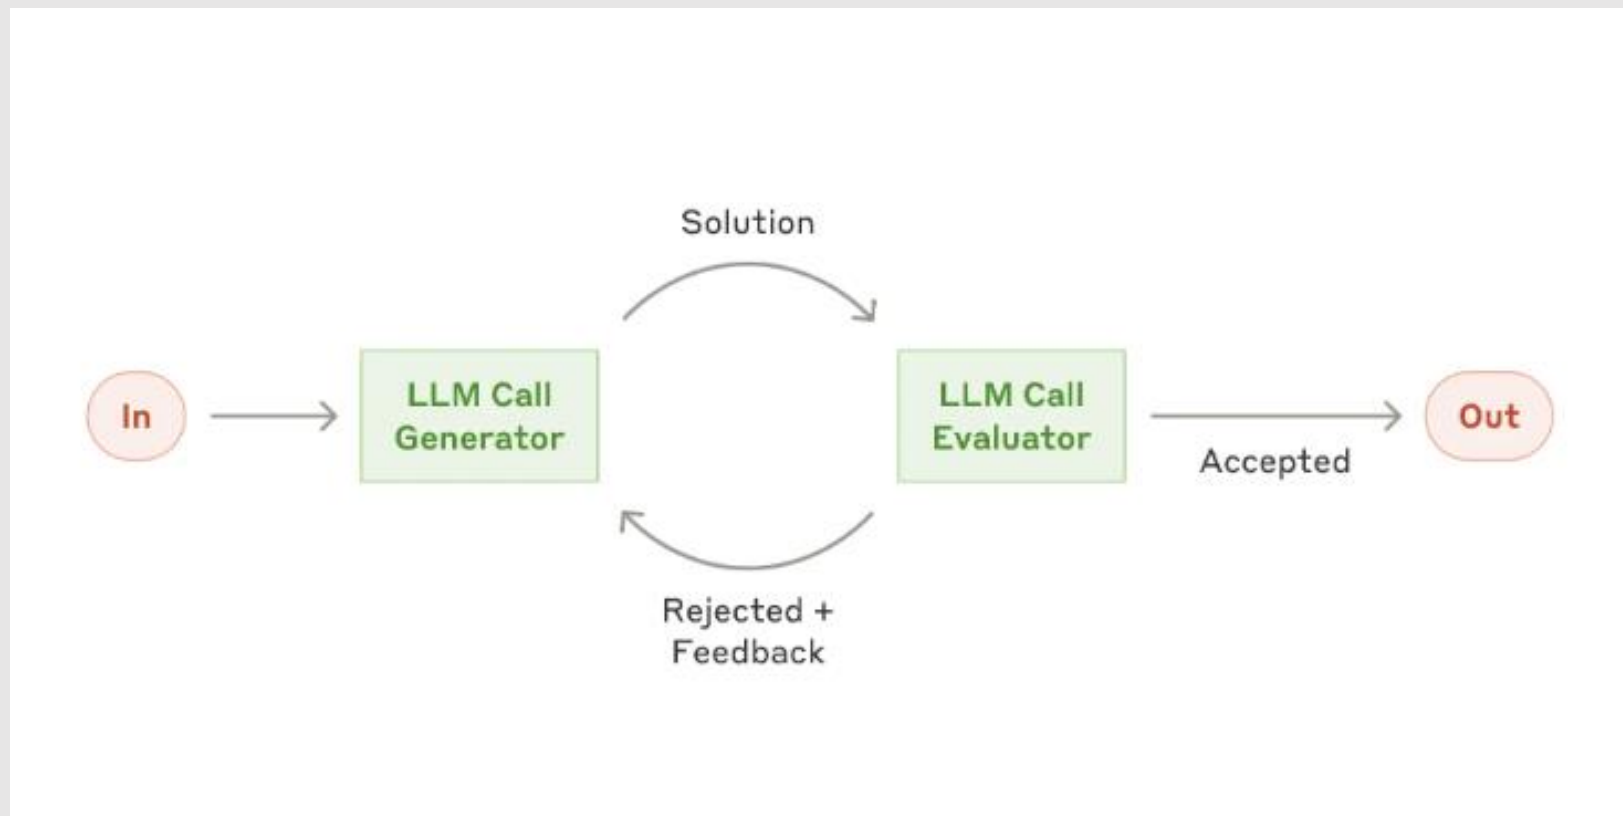 Solution
In
LLM Call
Generator
LLM Call
Evaluator
Accepted
Out
Rejected +
Feedback